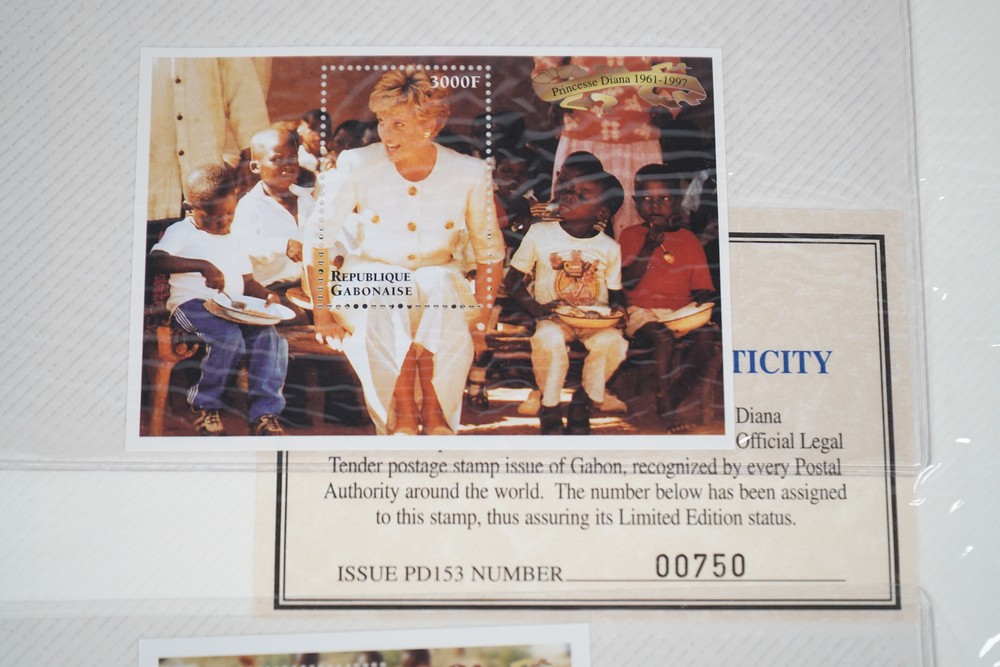 3000F
Princesse Diana 1961-1997
REPUBLIQUE
GABONAISE
TICITY
Diana
Official Legal
Tender postage stamp issue of Gabon, recognized by every Postal
Authority around the world. The number below has been assigned
to this stamp, thus assuring its Limited Edition status.
ISSUE PD153 NUMBER 00750